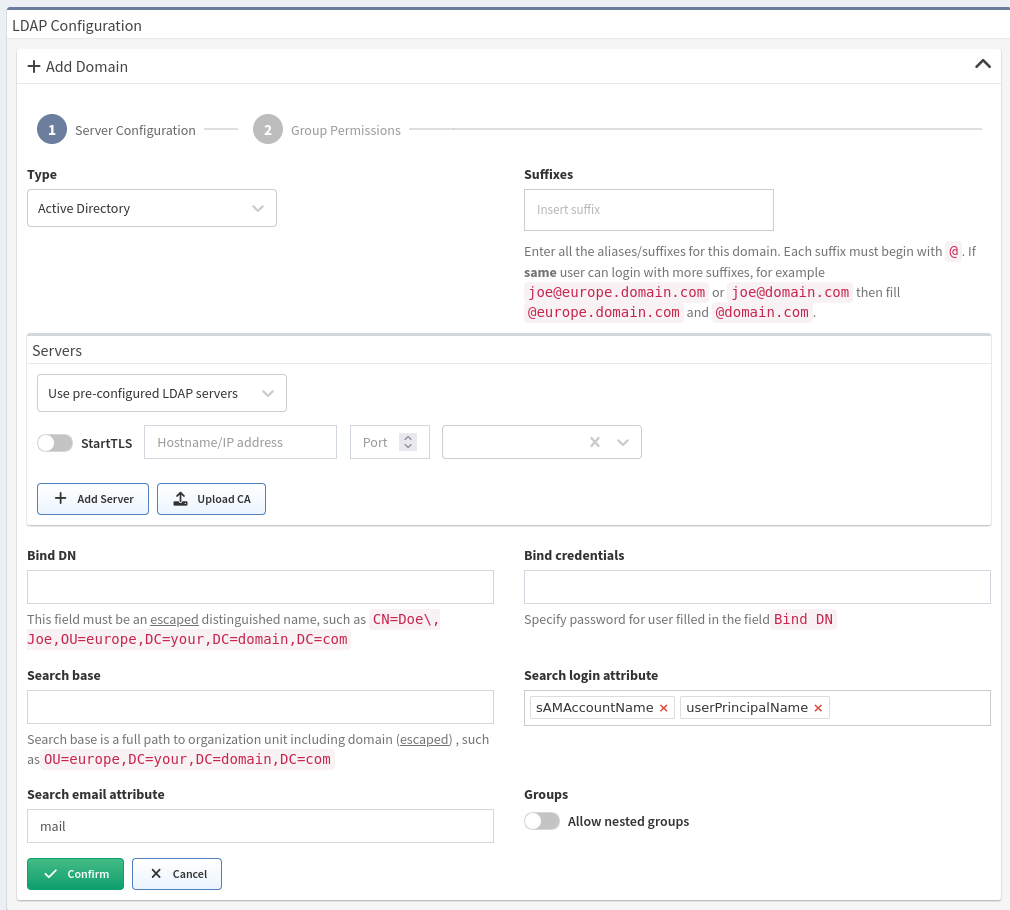 LDAP Configuration
Add Domain
1 Server Configuration 2 Group Permissions
Type
Active Directory
Suffixes
Insert suffix
Enter all the aliases/suffixes for this domain. Each suffix must begin with @ . If
same user can login with more suffixes, for example
joe@europe.domain.com or joe@domain.com then fill
@europe.domain.com and @domain.com .
Servers
Use pre-configured LDAP servers
StartTLS Hostname/IP address Port
Add Server Upload CA
Bind DN
This field must be an escaped distinguished name, such as CN=Doe\,
Joe,OU=europe,DC=your,DC=domain,DC=com
Bind credentials
Specify password for user filled in the field Bind DN
Search base
Search base is a full path to organization unit including domain (escaped) , such
as OU=europe,DC=your,DC=domain,DC=com
Search login attribute
sAMAccountName × userPrincipalName ×
Search email attribute
mail
Groups
Allow nested groups
Confirm Cancel